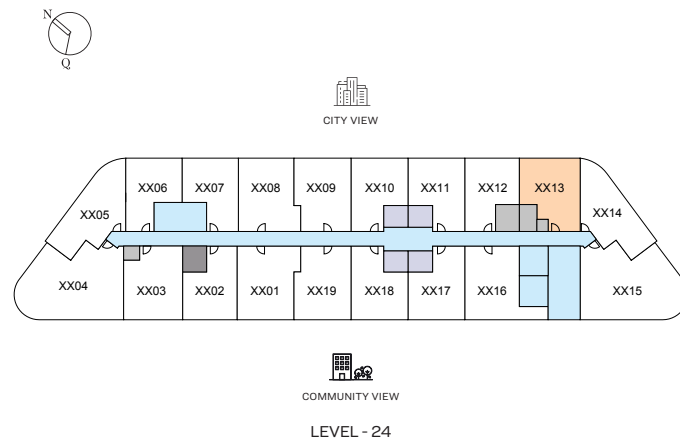 N
Q
CITY VIEW
XX06 XX07 XX08 XX09 XX10 XX11 XX12 XX13
XX05 XX14
XX04 XX03 XX02 XX01 XX19 XX18 XX17 XX16 XX15
COMMUNITY VIEW
LEVEL - 24